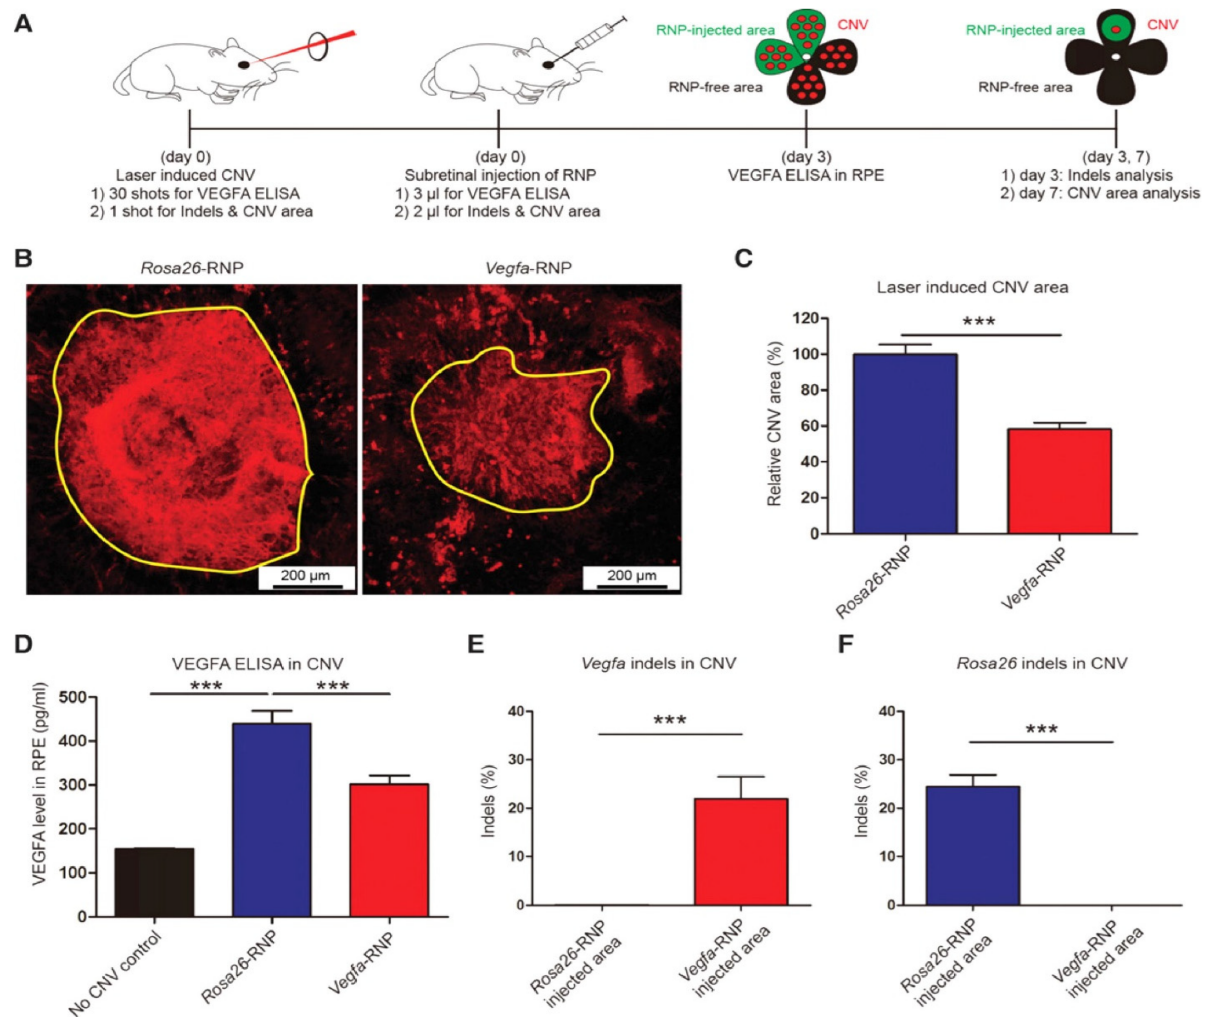 A
RNP-injected area
CNV
RNP-free area
RNP-injected area
CNV
RNP-free area
(day 0)
Laser induced CNV
1) 30 shots for VEGFA ELISA
2) 1 shot for Indels & CNV area
(day 0)
Subretinal injection of RNP
1) 3 µl for VEGFA ELISA
2) 2 µl for Indels & CNV area
(day 3)
VEGFA ELISA in RPE
(day 3, 7)
1) day 3: Indels analysis
2) day 7: CNV area analysis
B
Rosa26-RNP
Vegfa-RNP
200 µm
200 µm
C
Laser induced CNV area
Relative CNV area (%)
120
100
80
60
40
20
0
***
Rosa26-RNP
Vegfa-RNP
D
VEGFA ELISA in CNV
VEGFA level in RPE (pg/ml)
500
400
300
200
100
0
***
***
No CNV control
Rosa26-RNP
Vegfa-RNP
E
Vegfa indels in CNV
Indels (%)
40
30
20
10
0
***
Rosa26-RNP
injected area
Vegfa-RNP
injected area
F
Rosa26 indels in CNV
Indels (%)
40
30
20
10
0
***
Rosa26-RNP
injected area
Vegfa-RNP
injected area